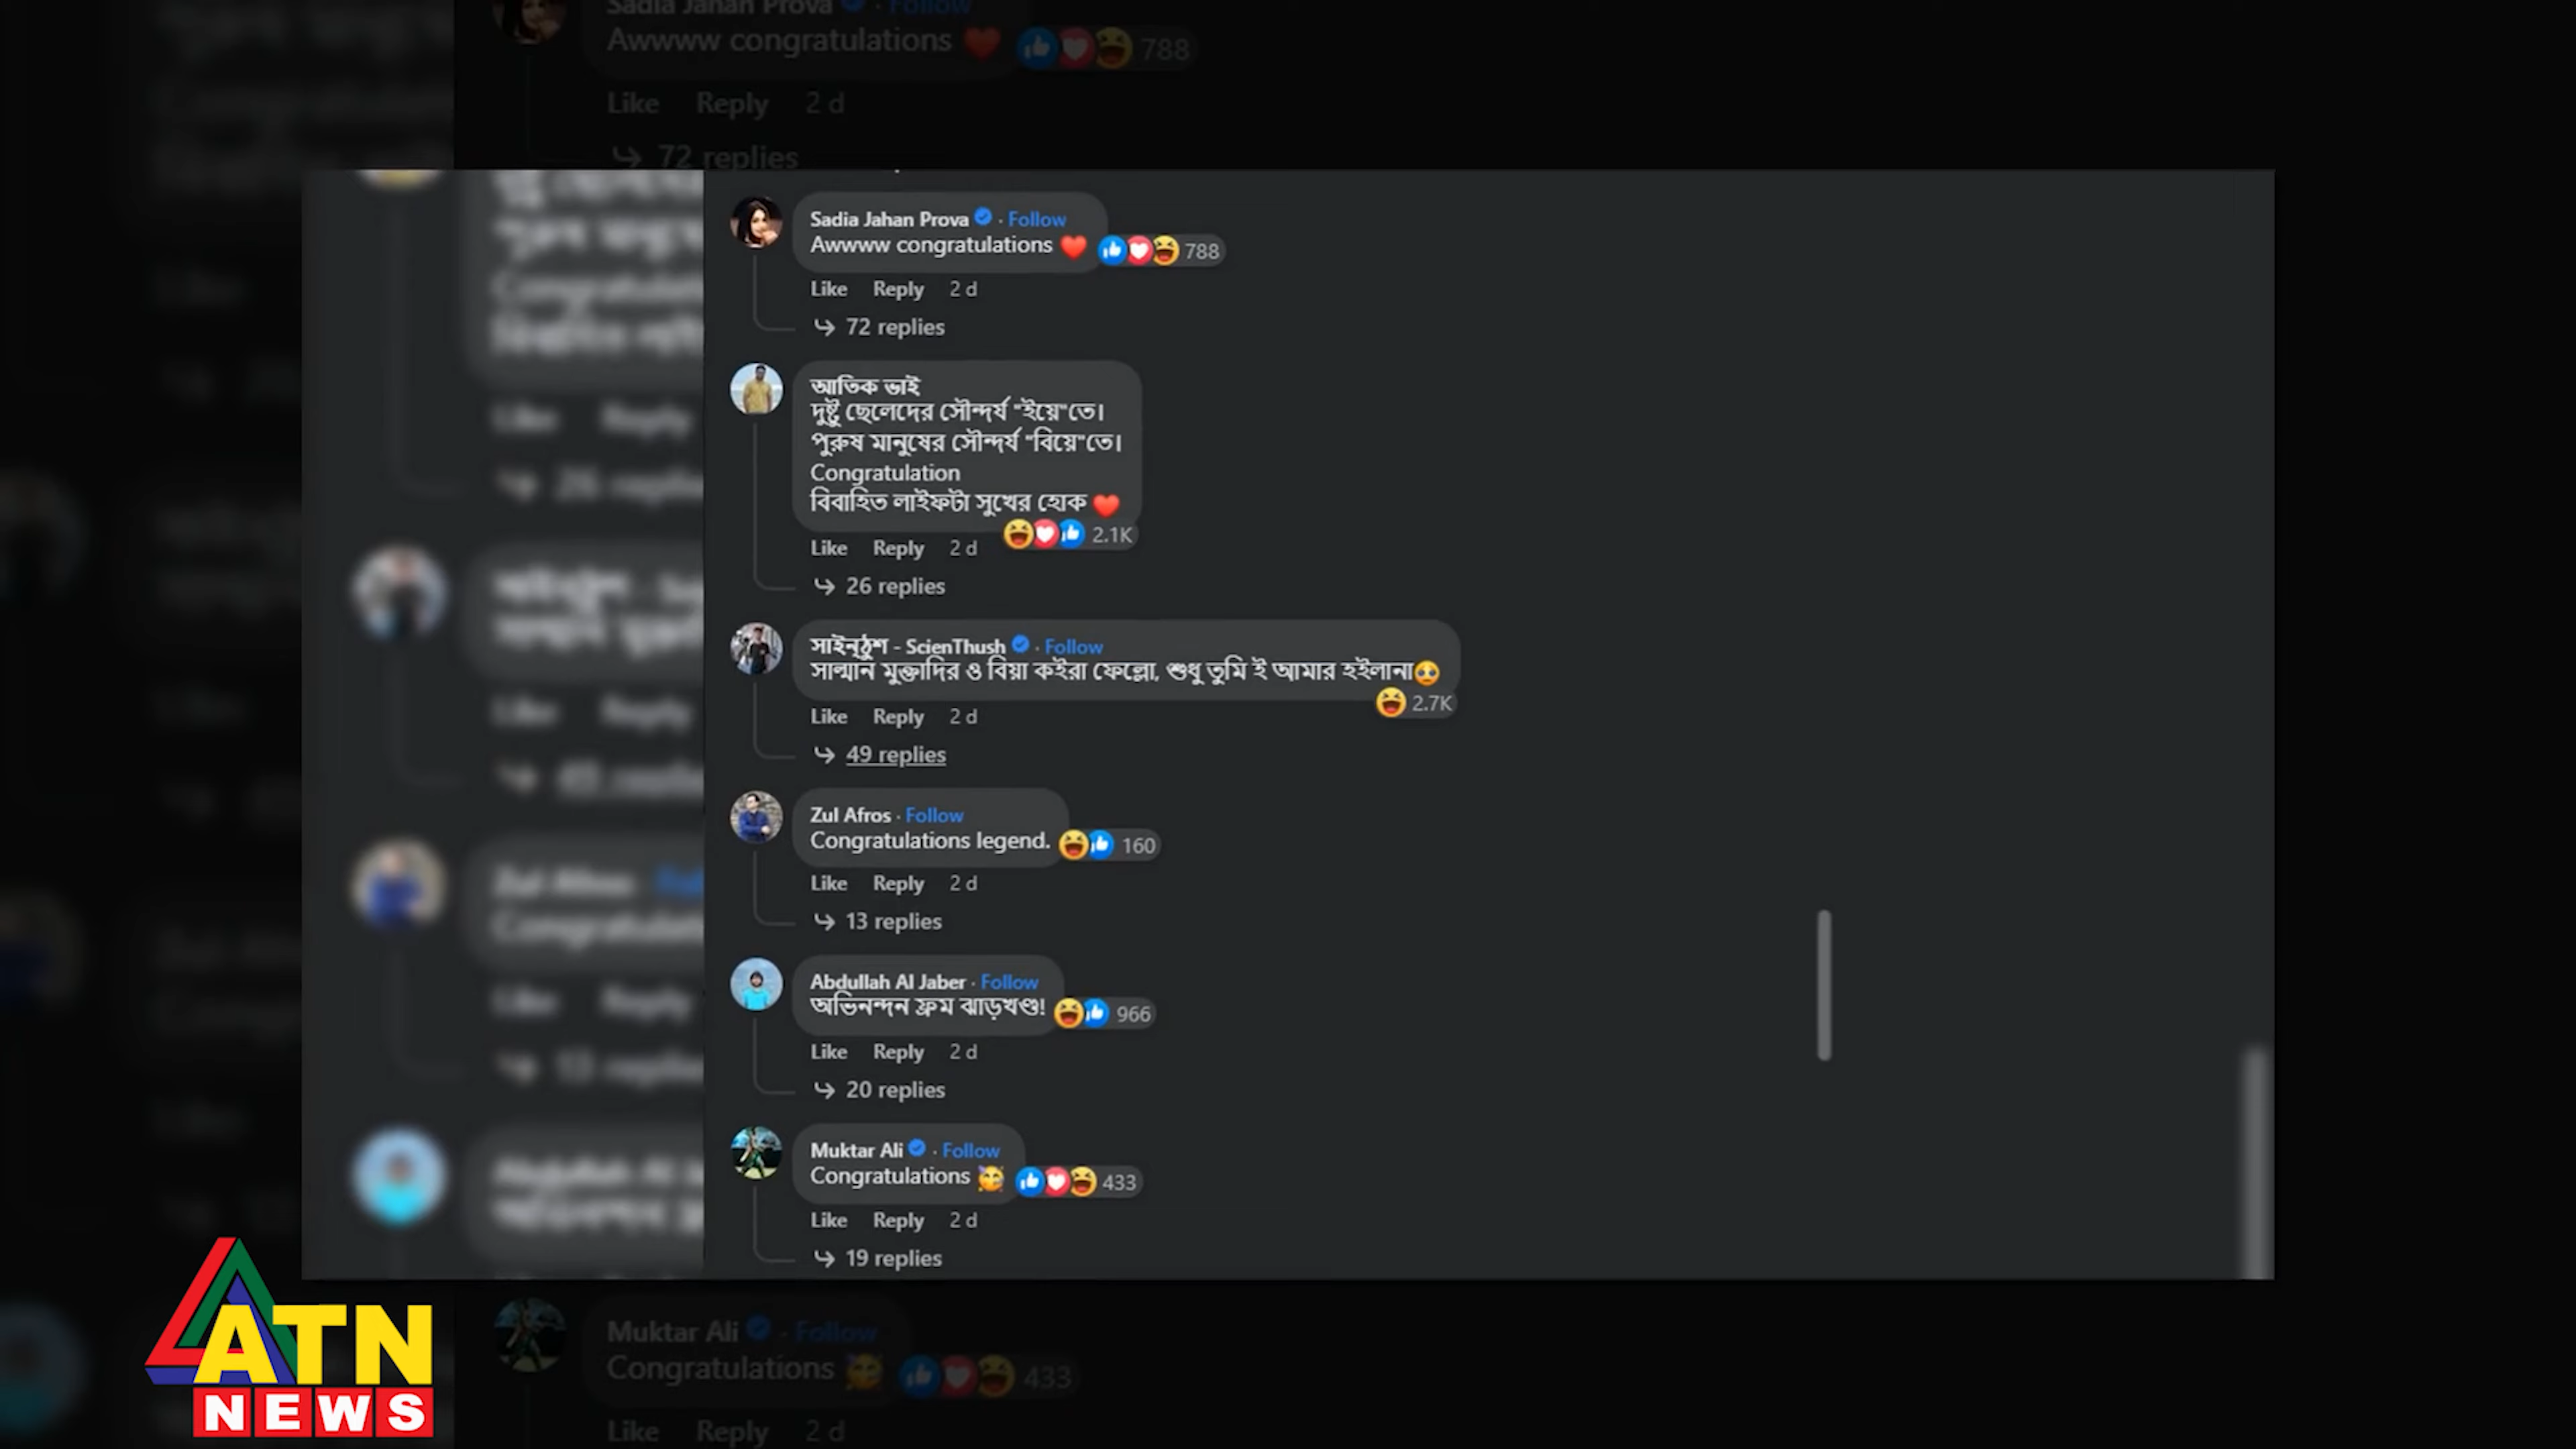 Sadia Jahan Prova · Follow
Awwww congratulations ❤️ 788
Like Reply 2 d
72 replies
Sadia Jahan Prova · Follow
Awwww congratulations ❤️ 788
Like Reply 2 d
72 replies
আতিক ভাই
দুষ্টু ছেলেদের সৌন্দর্য "ইয়ে"তে।
পুরুষ মানুষের সৌন্দর্য "বিয়ে"তে।
Congratulation
বিবাহিত লাইফটা সুখের হোক ❤️
2.1K
Like Reply 2 d
26 replies
সাইন্ঠুশ - ScienThush · Follow
সাল্মান মুক্তাদির ও বিয়া কইরা ফেল্লো, শুধু তুমি ই আমার হইলানা🥹
2.7K
Like Reply 2 d
49 replies
Zul Afros · Follow
Congratulations legend. 160
Like Reply 2 d
13 replies
Abdullah Al Jaber · Follow
অভিনন্দন ফ্রম ঝাড়খণ্ড! 966
Like Reply 2 d
20 replies
Muktar Ali · Follow
Congratulations 🥳 433
Like Reply 2 d
19 replies
Muktar Ali · Follow
Congratulations 🥳 433
Like Reply 2 d
ATN
NEWS